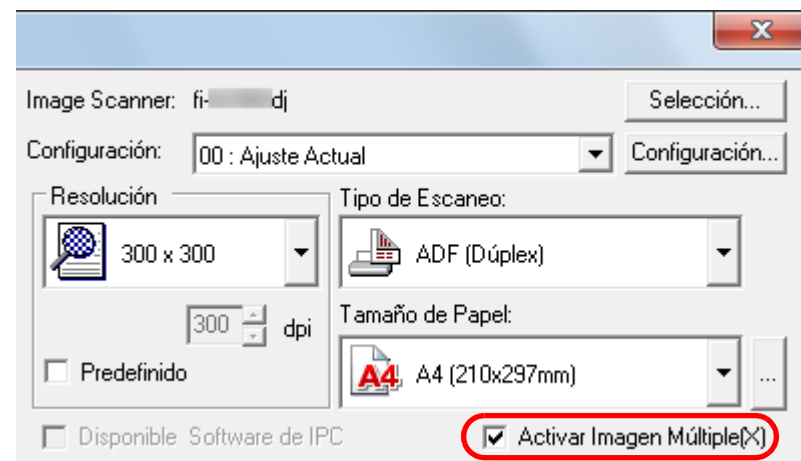 Image Scanner: fi- dj
Selección...
Configuración: 00 : Ajuste Actual
Configuración...
Resolución
300 x 300
300 dpi
Predefinido
Tipo de Escaneo:
ADF (Dúplex)
Tamaño de Papel:
A4 A4 (210x297mm)
...
Disponible Software de IPC
Activar Imagen Múltiple(X)